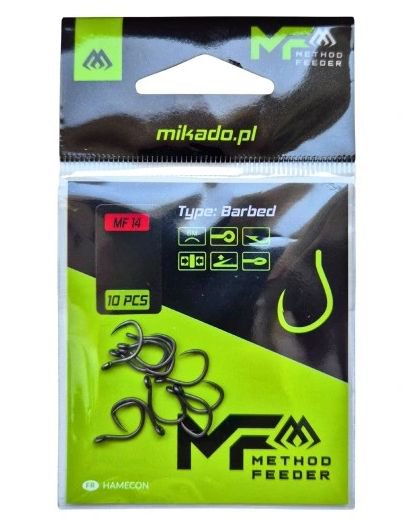 MF
METHOD
FEEDER
mikado.pl
MF 14
Type: Barbed
10 PCS
MF
METHOD
FEEDER
FR HAMECON